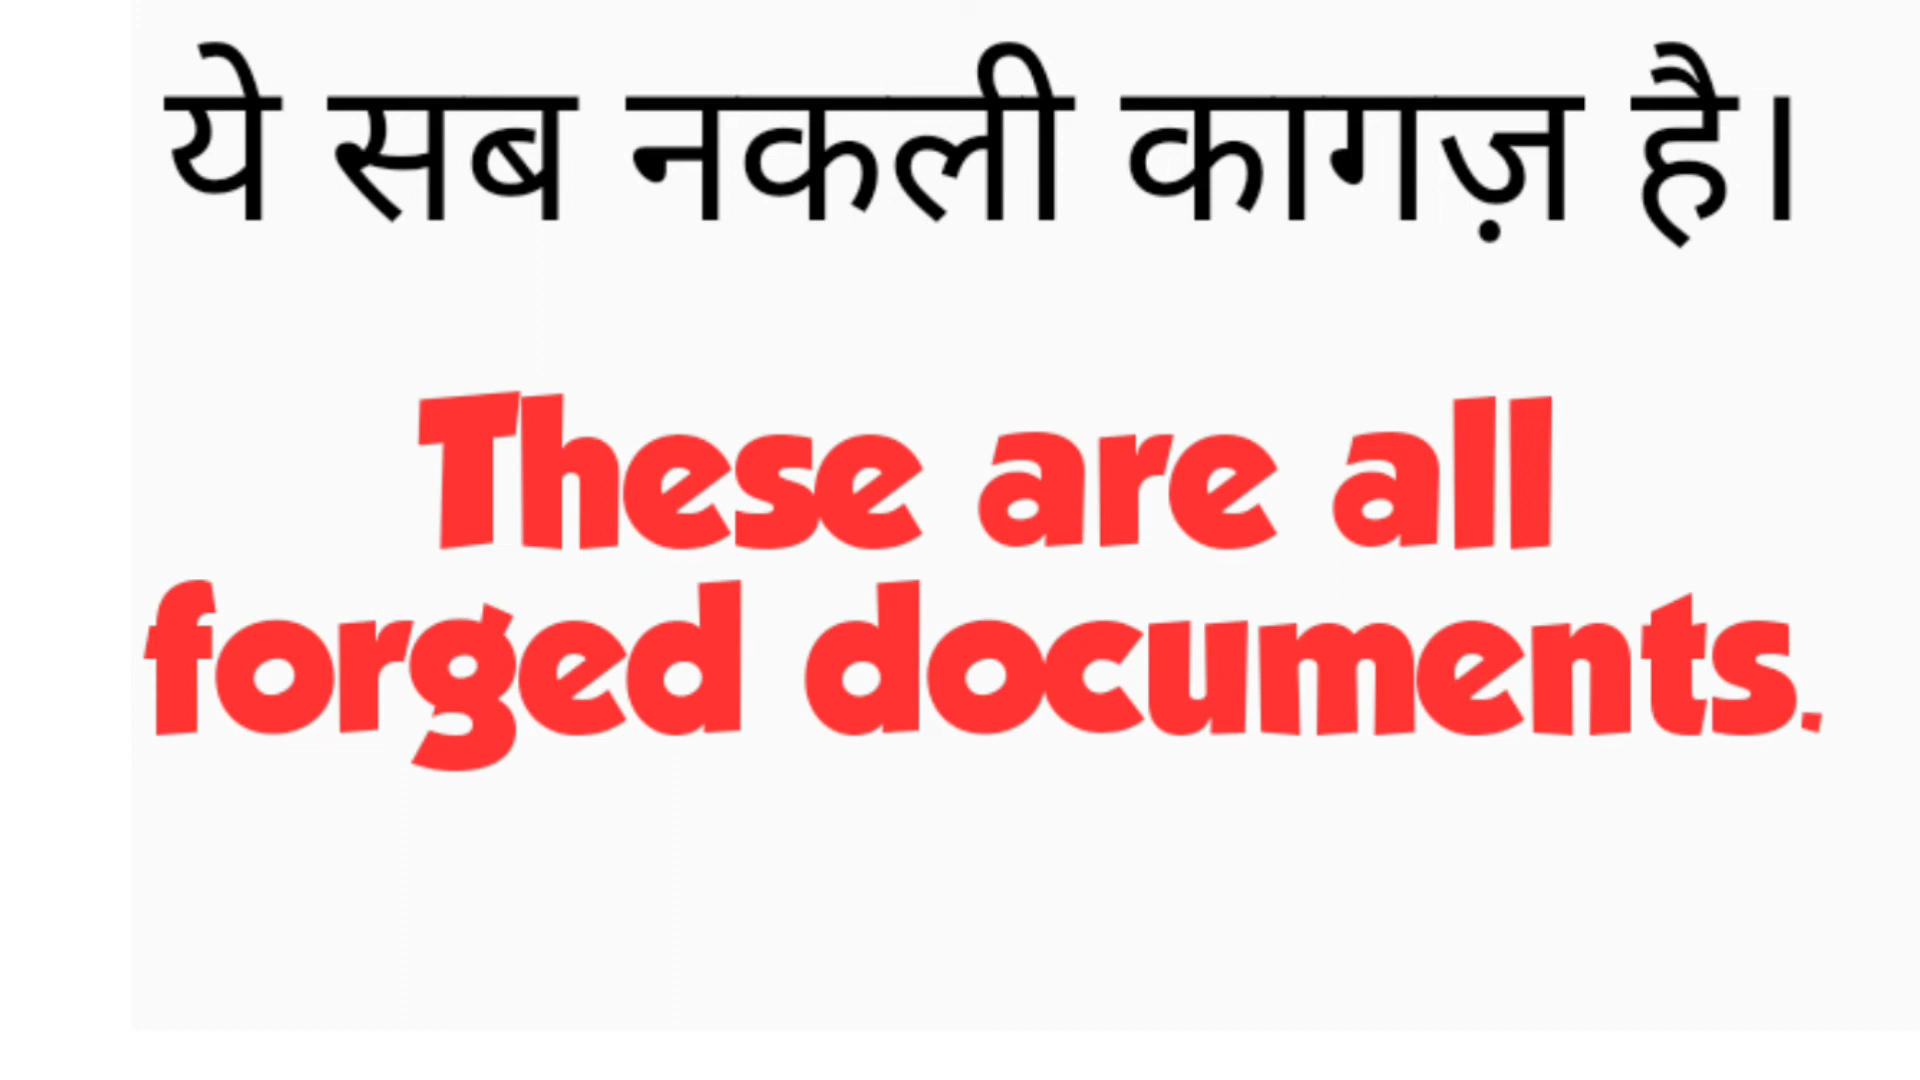 ये सब नकली कागज़ है।
These are all
forged documents.